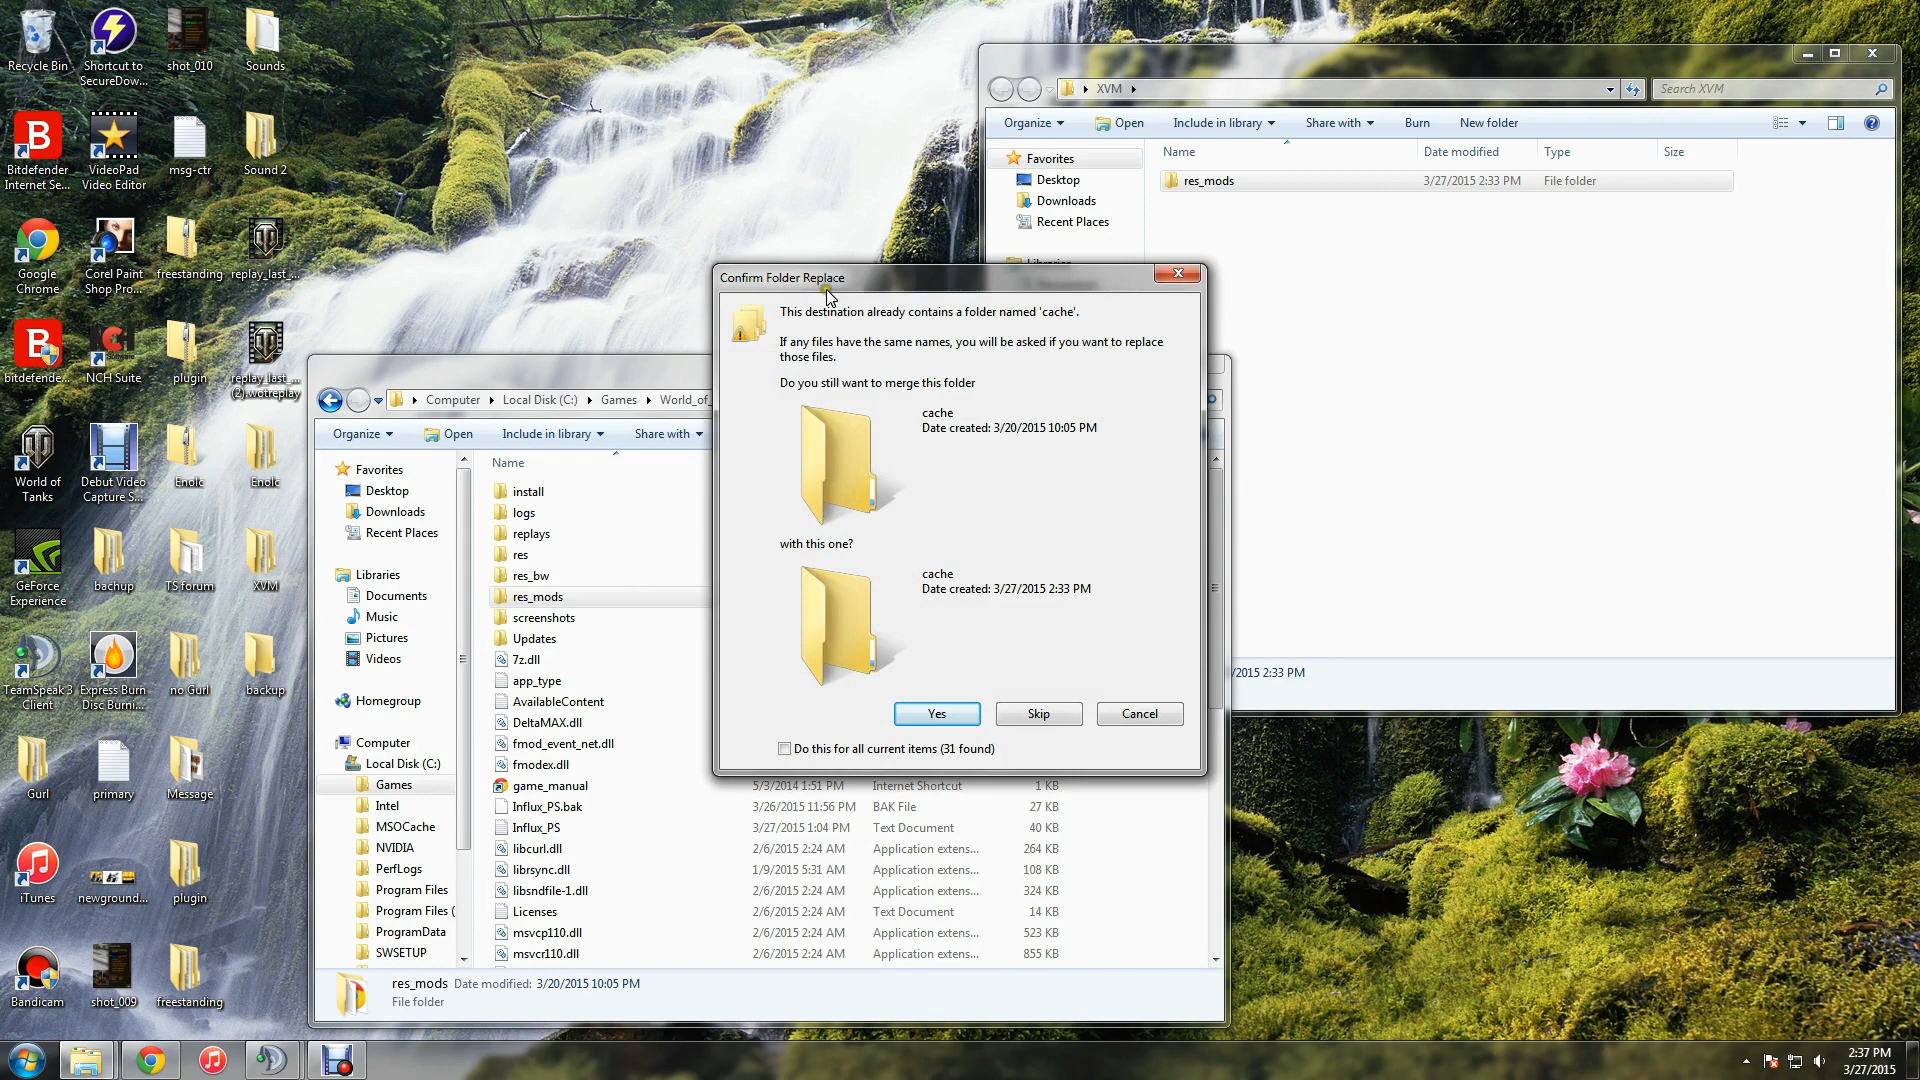 Recycle Bin
Shortcut to
SecureDow...
shot_010
Sounds
Bitdefender
Internet Se...
VideoPad
Video Editor
msg-ctr
Sound 2
Google
Chrome
Corel Paint
Shop Pro...
freestanding
replay_last_...
bitdefende...
NCH Suite
plugin
replay_last_...
(2).wotreplay
World of
Tanks
Debut Video
Capture S...
Enolc
Enolc
GeForce
Experience
bachup
TS forum
XVM
TeamSpeak 3
Client
Express Burn
Disc Burni...
no Gurl
backup
Gurl
primary
Message
iTunes
newground...
plugin
Bandicam
shot_009
freestanding
XVM
Search XVM
Organize
Open
Include in library
Share with
Burn
New folder
Favorites
Desktop
Downloads
Recent Places
Name
Date modified
Type
Size
res_mods
3/27/2015 2:33 PM
File folder
/2015 2:33 PM
Computer
Local Disk (C:)
Games
World_of_
Organize
Open
Include in library
Share with
Favorites
Desktop
Downloads
Recent Places
Libraries
Documents
Music
Pictures
Videos
Homegroup
Computer
Local Disk (C:)
Games
Intel
MSOCache
NVIDIA
PerfLogs
Program Files
Program Files (
ProgramData
SWSETUP
Name
install
logs
replays
res
res_bw
res_mods
screenshots
Updates
7z.dll
app_type
AvailableContent
DeltaMAX.dll
fmod_event_net.dll
fmodex.dll
game_manual 5/3/2014 1:51 PM Internet Shortcut 1 KB
Influx_PS.bak 3/26/2015 11:56 PM BAK File 27 KB
Influx_PS 3/27/2015 1:04 PM Text Document 40 KB
libcurl.dll 2/6/2015 2:24 AM Application extens... 264 KB
librsync.dll 1/9/2015 5:31 AM Application extens... 108 KB
libsndfile-1.dll 2/6/2015 2:24 AM Application extens... 324 KB
Licenses 2/6/2015 2:24 AM Text Document 14 KB
msvcp110.dll 2/6/2015 2:24 AM Application extens... 523 KB
msvcr110.dll 2/6/2015 2:24 AM Application extens... 855 KB
res_mods Date modified: 3/20/2015 10:05 PM
File folder
Confirm Folder Replace
This destination already contains a folder named 'cache'.
If any files have the same names, you will be asked if you want to replace
those files.
Do you still want to merge this folder
cache
Date created: 3/20/2015 10:05 PM
with this one?
cache
Date created: 3/27/2015 2:33 PM
Yes
Skip
Cancel
Do this for all current items (31 found)
2:37 PM
3/27/2015